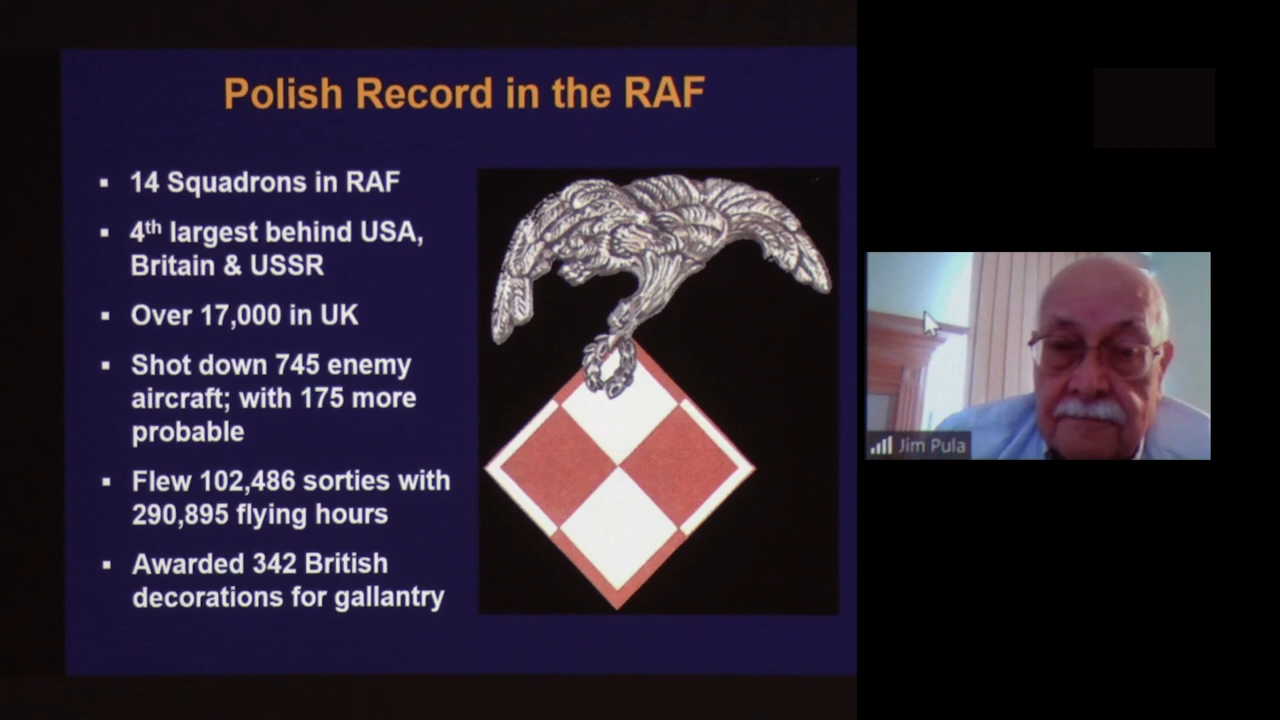 Polish Record in the RAF
▪ 14 Squadrons in RAF
▪ 4th largest behind USA,
Britain & USSR
▪ Over 17,000 in UK
▪ Shot down 745 enemy
aircraft; with 175 more
probable
▪ Flew 102,486 sorties with
290,895 flying hours
▪ Awarded 342 British
decorations for gallantry
Jim Pula